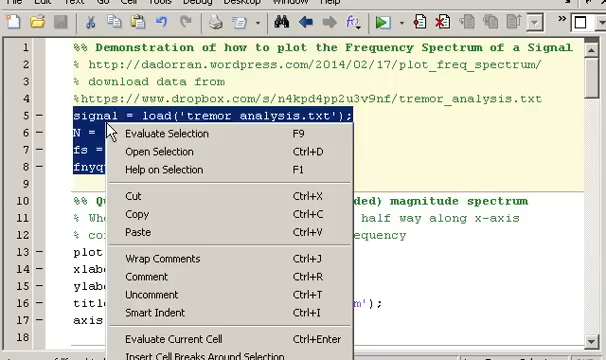 File Edit Text Go Cell Tools Debug Desktop Window Help
1 %% Demonstration of how to plot the Frequency Spectrum of a Signal
2 % http://dadorran.wordpress.com/2014/02/17/plot_freq_spectrum/
3 % download data from
4 %https://www.dropbox.com/s/n4kpd4pp2u3v9nf/tremor_analysis.txt
5 signal = load('tremor_analysis.txt');
6 N =
7 fs =
8 fnyq
9
10 %% Qu ded) magnitude spectrum
11 % Wh half way along x-axis
12 % co equency
13 plot
14 xlab
15 ylab
16 titl m');
17 axis
18
Evaluate Selection F9
Open Selection Ctrl+D
Help on Selection F1
Cut Ctrl+X
Copy Ctrl+C
Paste Ctrl+V
Wrap Comments Ctrl+J
Comment Ctrl+R
Uncomment Ctrl+T
Smart Indent Ctrl+I
Evaluate Current Cell Ctrl+Enter
Insert Cell Breaks Around Selection